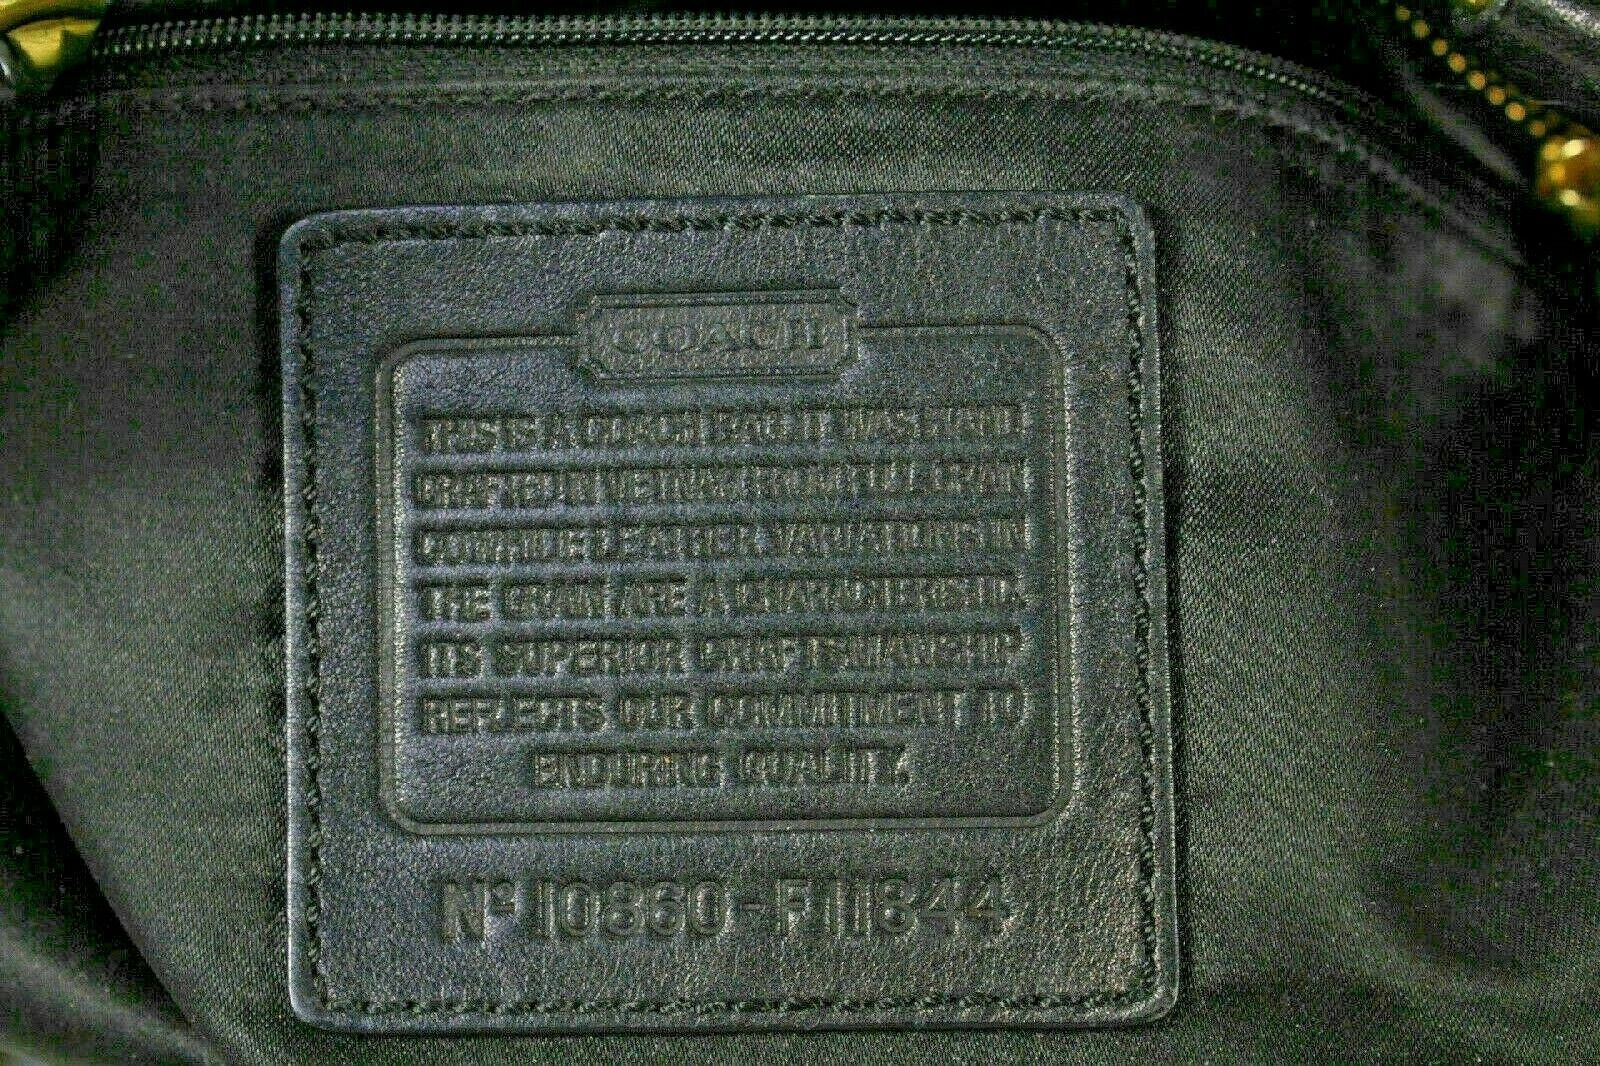 COACH
THIS IS A COACH BAG. IT WAS HAND
CRAFTED IN VIETNAM FROM FULL GRAIN
COWHIDE LEATHER. VARIATIONS IN
THE GRAIN ARE A CHARACTERISTIC.
ITS SUPERIOR CRAFTSMANSHIP
REFLECTS OUR COMMITMENT TO
ENDURING QUALITY.
Nº 10860-F11844